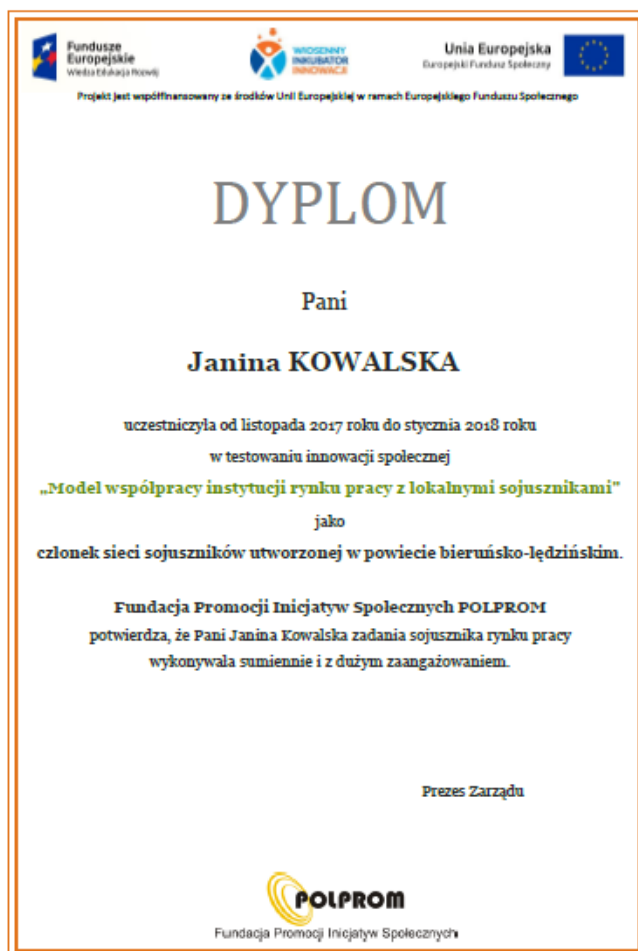 Fundusze
Europejskie
Wiedza Edukacja Rozwój
WIOSENNY
INKUBATOR
INNOWACJI
Unia Europejska
Europejski Fundusz Społeczny
Projekt jest współfinansowany ze środków Unii Europejskiej w ramach Europejskiego Funduszu Społecznego
DYPLOM
Pani
Janina KOWALSKA
uczestniczyła od listopada 2017 roku do stycznia 2018 roku
w testowaniu innowacji społecznej
„Model współpracy instytucji rynku pracy z lokalnymi sojusznikami”
jako
członek sieci sojuszników utworzonej w powiecie bieruńsko-lędzińskim.
Fundacja Promocji Inicjatyw Społecznych POLPROM
potwierdza, że Pani Janina Kowalska zadania sojusznika rynku pracy
wykonywała sumiennie i z dużym zaangażowaniem.
Prezes Zarządu
POLPROM
Fundacja Promocji Inicjatyw Społecznych